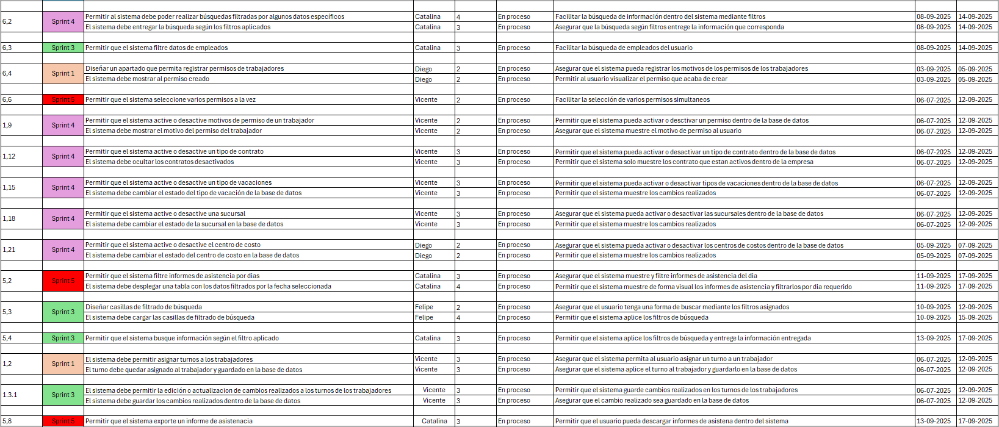 6,2 Sprint 4 Permitir al sistema debe poder realizar búsquedas filtradas por algunos datos específicos Catalina 4 En proceso Facilitar la búsqueda de información dentro del sistema mediante filtros 08-09-2025 14-09-2025
El sistema debe entregar la búsqueda según los filtros aplicados Catalina 3 En proceso Asegurar que la búsqueda según filtros entrege la información que corresponda 08-09-2025 14-09-2025
6,3 Sprint 3 Permitir que el sistema filtre datos de empleados Catalina 3 En proceso Facilitar la búsqueda de empleados del usuario 08-09-2025 14-09-2025
6,4 Sprint 1 Diseñar un apartado que permita registrar permisos de trabajadores Diego 2 En proceso Asegurar que el sistema pueda registrar los motivos de los permisos de los trabajadores 03-09-2025 05-09-2025
El sistema debe mostrar al permiso creado Diego 2 En proceso Permitir al usuario visualizar el permiso que acaba de crear 03-09-2025 05-09-2025
6,6 Sprint 5 Permitir que el sistema seleccione varios permisos a la vez Vicente 2 En proceso Facilitar la selección de varios permisos simultaneos 06-07-2025 12-09-2025
1,9 Sprint 4 Permitir que el sistema active o desactive motivos de permiso de un trabajador Vicente 2 En proceso Permitir que el sistema pueda activar o desctivar un permiso dentro de la base de datos 06-07-2025 12-09-2025
El sistema debe mostrar el motivo del permiso del trabajador Vicente 2 En proceso Asegurar que el sistema muestre el motivo de permiso al usuario 06-07-2025 12-09-2025
1,12 Sprint 4 Permitir que el sistema active o desactive un tipo de contrato Vicente 3 En proceso Permitir que el sistema pueda activar o desactivar un tipo de contrato dentro de la base de datos 06-07-2025 12-09-2025
El sistema debe ocultar los contratos desactivados Vicente 3 En proceso Permitir que el sistema solo muestre los contrato que estan activos dentro de la empresa 06-07-2025 12-09-2025
1,15 Sprint 4 Permitir que el sistema active o desactive un tipo de vacaciones Vicente 3 En proceso Permitir que el sistema pueda activar o desactivar tipos de vacaciones dentro de la base de datos 06-07-2025 12-09-2025
El sistema debe cambiar el estado del tipo de vacación de la base de datos Vicente 3 En proceso Permitir que el sistema muestre los cambios realizados 06-07-2025 12-09-2025
1,18 Sprint 4 Permitir que el sistema active o desactive una sucursal Vicente 3 En proceso Asegurar que el sistema pueda activar o desactivar las sucursales dentro de la base de datos 06-07-2025 12-09-2025
El sistema debe cambiar el estado de la sucursal en la base de datos Vicente 3 En proceso Permitir que el sistema muestre los cambios realizados 06-07-2025 12-09-2025
1,21 Sprint 4 Permitir que el sistema active o desactive el centro de costo Diego 2 En proceso Asegurar que el sistema pueda activar o desactivar los centros de costos dentro de la base de datos 05-09-2025 07-09-2025
El sistema debe cambiar el estado del centro de costo en la base de datos Diego 2 En proceso Permitir que el sistema muestre los cambios realizados 05-09-2025 07-09-2025
5,2 Sprint 5 Permitir que el sistema filtre informes de asistencia por dias Catalina 3 En proceso Asegurar que el sistema muestre y filtre informes de asistencia del dia 11-09-2025 17-09-2025
El sistema debe desplegar una tabla con los datos filtrados por la fecha seleccionada Catalina 4 En proceso Permitir que el sistema muestre de forma visual los informes de asistencia y filtrarlos por dia requerido 11-09-2025 17-09-2025
5,3 Sprint 3 Diseñar casillas de filtrado de búsqueda Felipe 2 En proceso Asegurar que el usuario tenga una forma de buscar mediante los filtros asignados 10-09-2025 12-09-2025
El sistema debe cargar las casillas de filtrado de búsqueda Felipe 4 En proceso Permitir que el sistema aplice los filtros de búsqueda 10-09-2025 15-09-2025
5,4 Sprint 3 Permitir que el sistema busque información según el filtro aplicado Catalina 3 En proceso Permitir que el sistema aplice los filtros de búsqueda y entrege la información entregada 13-09-2025 17-09-2025
1,2 Sprint 1 El sistema debe permitir asignar turnos a los trabajadores Vicente 3 En proceso Asegurar que el sistema permita al usuario asignar un turno a un trabajador 06-07-2025 12-09-2025
El turno debe quedar asignado al trabajador y guardado en la base de datos Vicente 3 En proceso Asegurar que el sistema aplice el turno al trabajador y guardarlo en la base de datos 06-07-2025 12-09-2025
1.3.1 Sprint 3 El sistema debe permitir la edición o actualizacion de cambios realizados a los turnos de los trabajadores Vicente 3 En proceso Permitir que el sistema guarde cambios realizados en los turnos de los trabajadores 06-07-2025 12-09-2025
El sistema debe guardar los cambios realizados dentro de la base de datos Vicente 3 En proceso Asegurar que el cambio realizado sea guardado en la base de datos 06-07-2025 12-09-2025
5,8 Sprint 5 Permitir que el sistema exporte un informe de asistenacia Catalina 3 En proceso Permitir que el usuario pueda descargar informes de asistena dentro del sistema 13-09-2025 17-09-2025